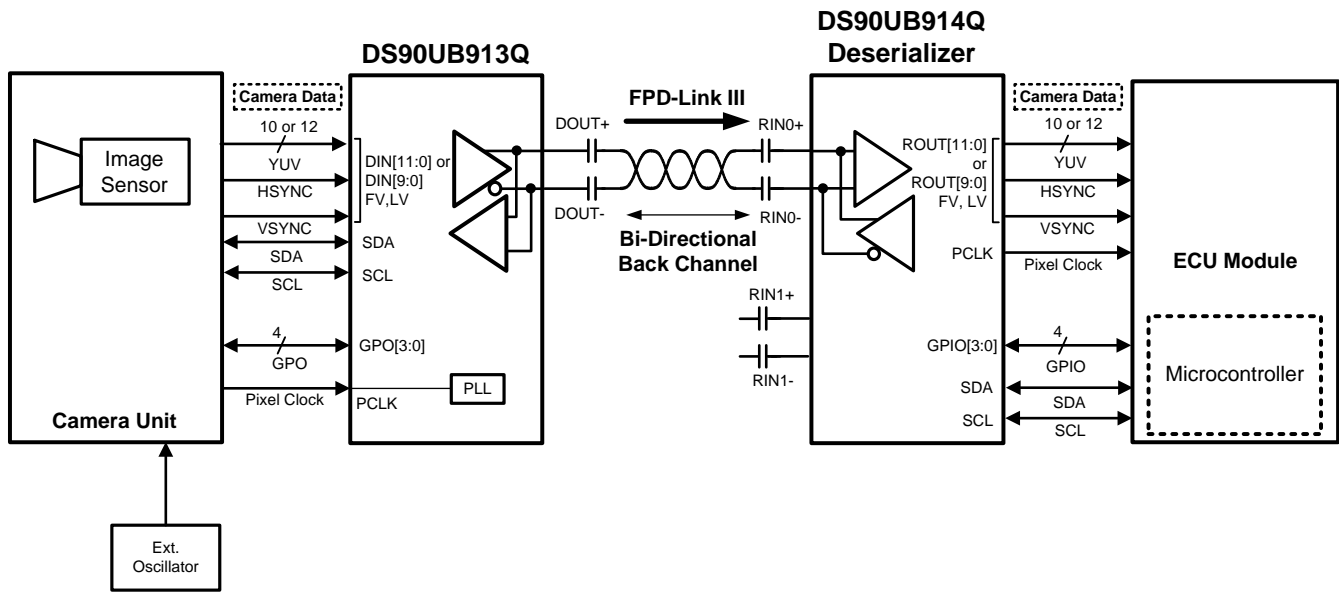 DS90UB913Q
DS90UB914Q
Deserializer
Camera Data
10 or 12
YUV
HSYNC
VSYNC
SDA
SCL
4
GPO
Pixel Clock
Image
Sensor
Camera Unit
Ext.
Oscillator
DIN[11:0] or
DIN[9:0]
FV,LV
SDA
SCL
GPO[3:0]
PCLK
PLL
DOUT+
DOUT-
FPD-Link III
Bi-Directional
Back Channel
RIN0+
RIN0-
RIN1+
RIN1-
ROUT[11:0]
or
ROUT[9:0]
FV, LV
PCLK
GPIO[3:0]
SDA
SCL
Camera Data
10 or 12
YUV
HSYNC
VSYNC
Pixel Clock
4
GPIO
SDA
SCL
ECU Module
Microcontroller